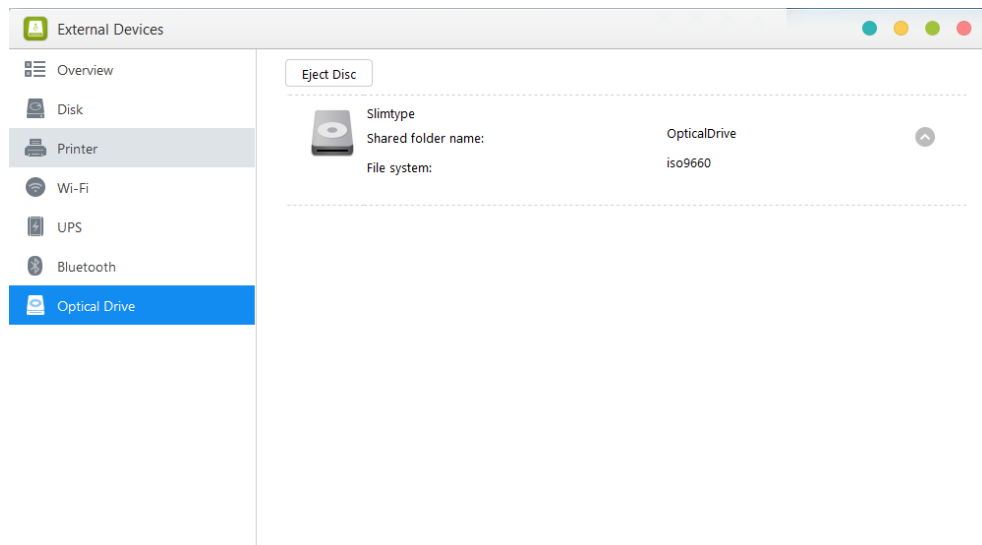 External Devices
Overview
Disk
Printer
Wi-Fi
UPS
Bluetooth
Optical Drive
Eject Disc
Slimtype
Shared folder name: OpticalDrive
File system: iso9660